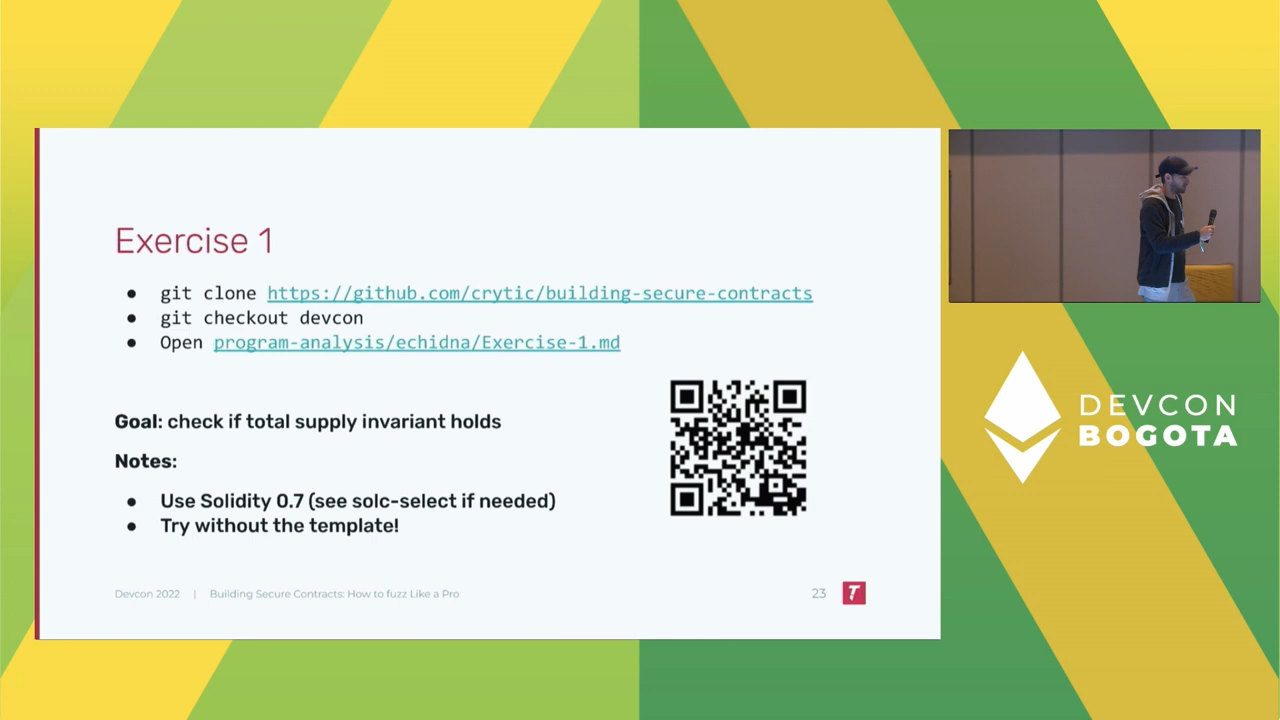 Exercise 1
● git clone https://github.com/crytic/building-secure-contracts
● git checkout devcon
● Open program-analysis/echidna/Exercise-1.md
Goal: check if total supply invariant holds
Notes:
● Use Solidity 0.7 (see solc-select if needed)
● Try without the template!
Devcon 2022 | Building Secure Contracts: How to fuzz Like a Pro
23
T
DEVCON
BOGOTA